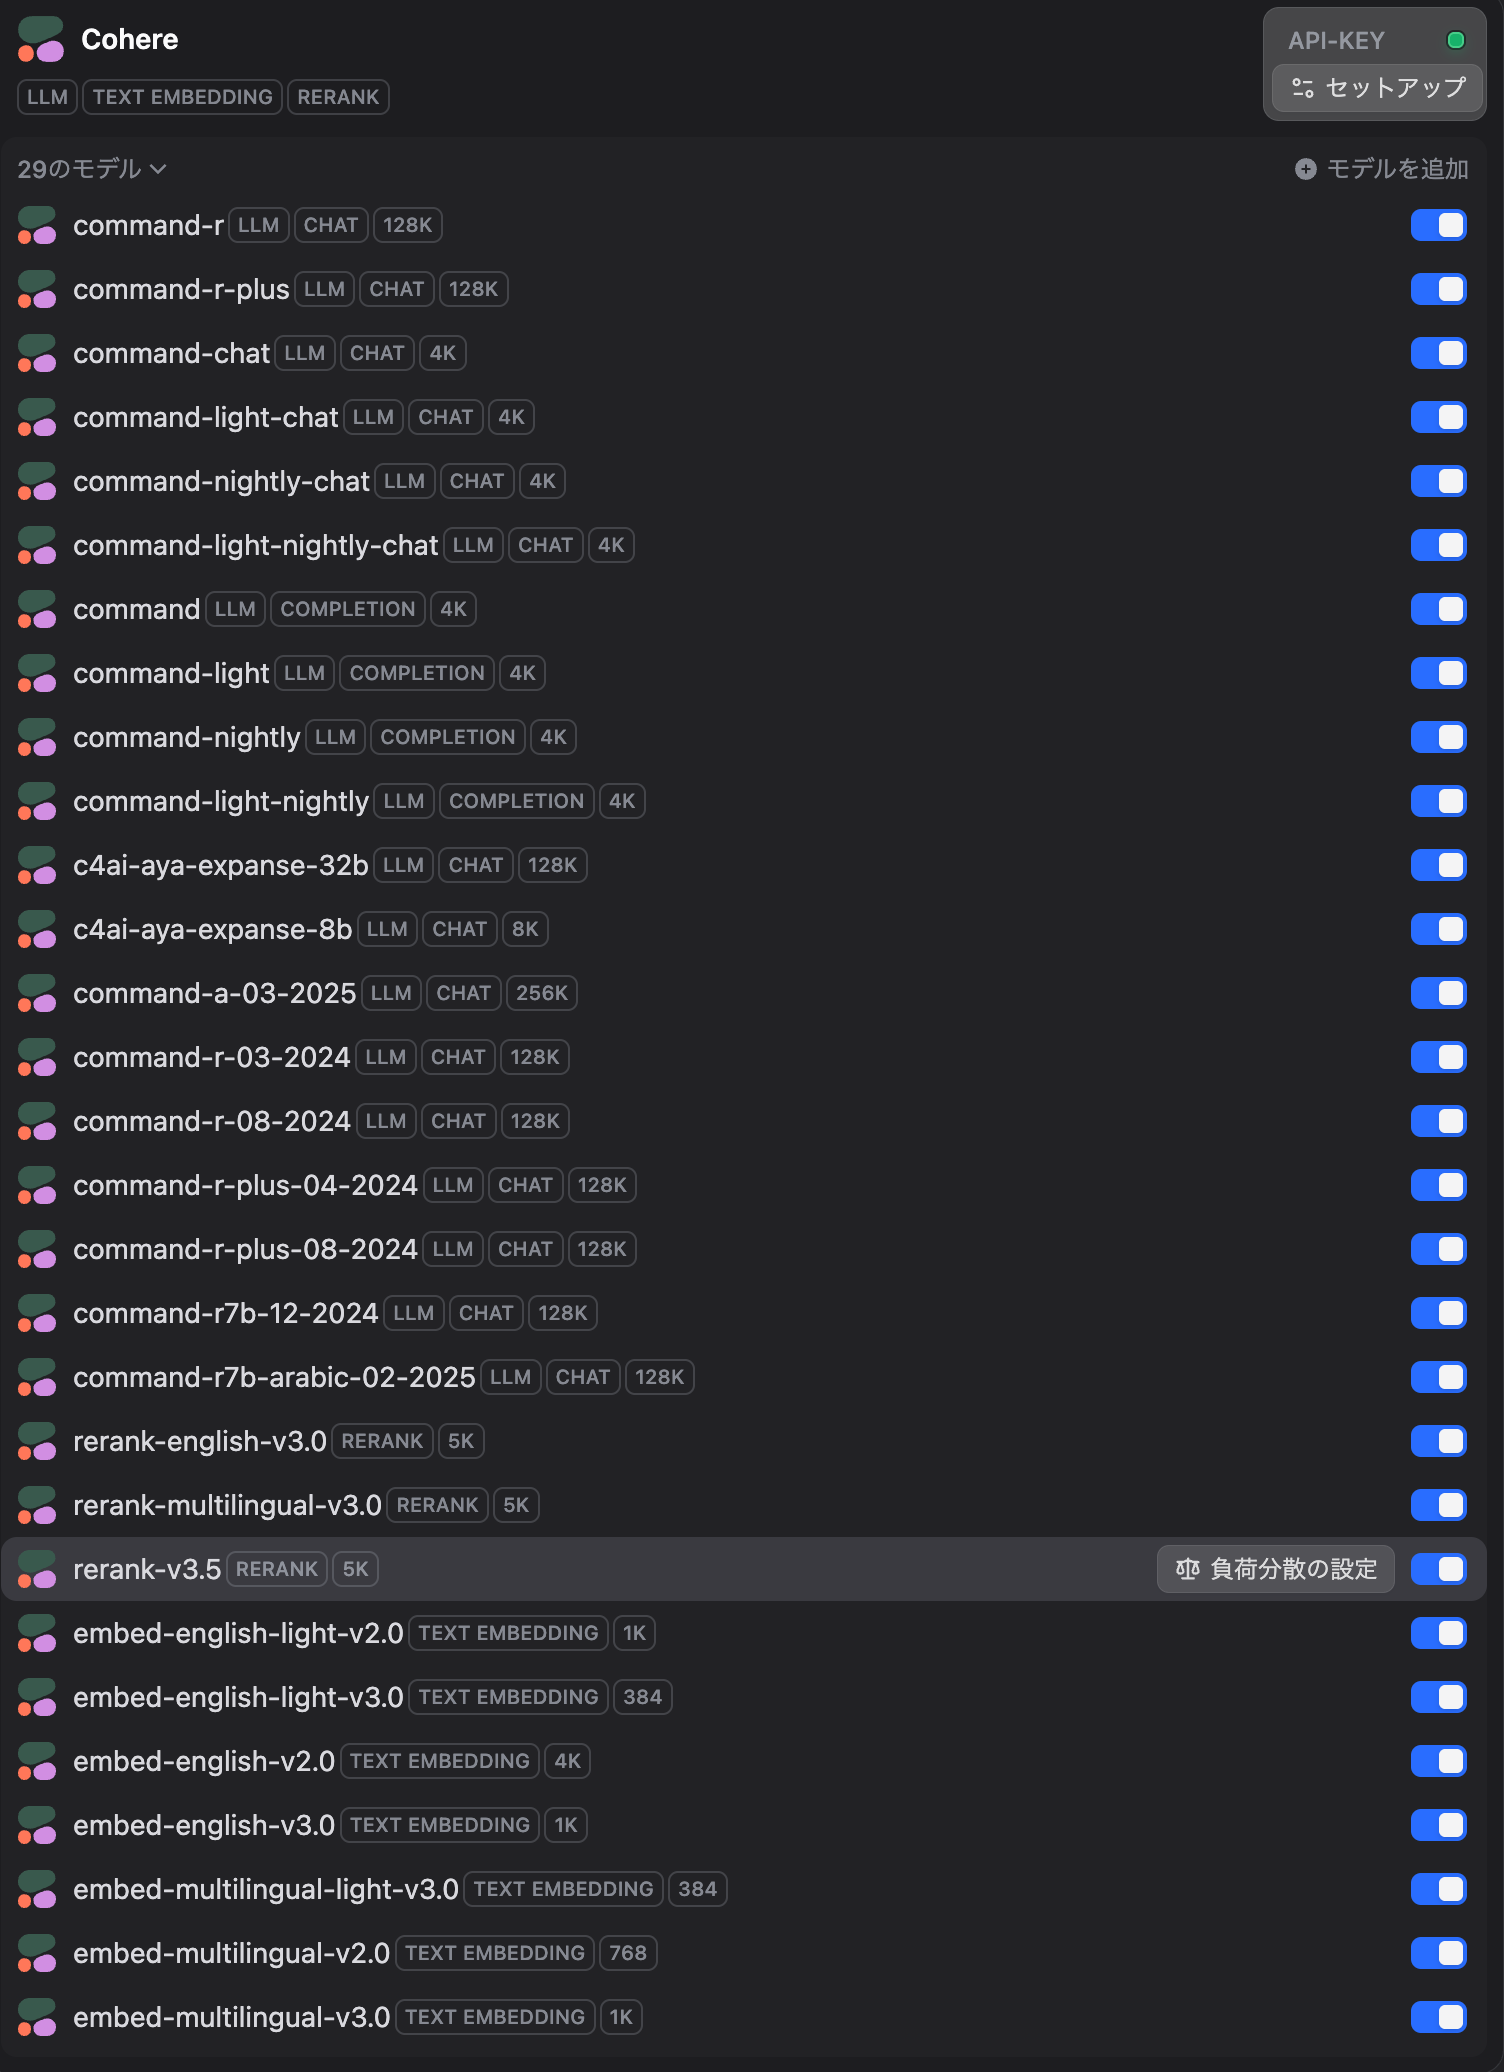 Cohere
API-KEY
LLM TEXT EMBEDDING RERANK
セットアップ
29のモデル
モデルを追加
command-r LLM CHAT 128K
command-r-plus LLM CHAT 128K
command-chat LLM CHAT 4K
command-light-chat LLM CHAT 4K
command-nightly-chat LLM CHAT 4K
command-light-nightly-chat LLM CHAT 4K
command LLM COMPLETION 4K
command-light LLM COMPLETION 4K
command-nightly LLM COMPLETION 4K
command-light-nightly LLM COMPLETION 4K
c4ai-aya-expanse-32b LLM CHAT 128K
c4ai-aya-expanse-8b LLM CHAT 8K
command-a-03-2025 LLM CHAT 256K
command-r-03-2024 LLM CHAT 128K
command-r-08-2024 LLM CHAT 128K
command-r-plus-04-2024 LLM CHAT 128K
command-r-plus-08-2024 LLM CHAT 128K
command-r7b-12-2024 LLM CHAT 128K
command-r7b-arabic-02-2025 LLM CHAT 128K
rerank-english-v3.0 RERANK 5K
rerank-multilingual-v3.0 RERANK 5K
rerank-v3.5 RERANK 5K 負荷分散の設定
embed-english-light-v2.0 TEXT EMBEDDING 1K
embed-english-light-v3.0 TEXT EMBEDDING 384
embed-english-v2.0 TEXT EMBEDDING 4K
embed-english-v3.0 TEXT EMBEDDING 1K
embed-multilingual-light-v3.0 TEXT EMBEDDING 384
embed-multilingual-v2.0 TEXT EMBEDDING 768
embed-multilingual-v3.0 TEXT EMBEDDING 1K